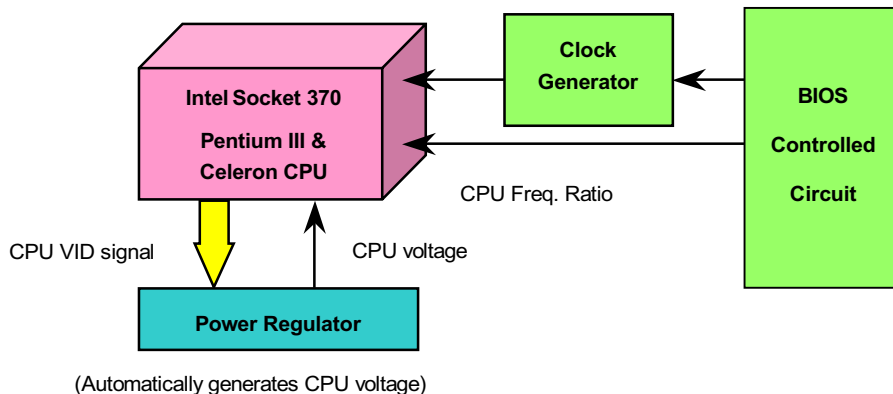 Clock
Generator
BIOS
Controlled
Circuit
Intel Socket 370
Pentium III &
Celeron CPU
CPU Freq. Ratio
CPU VID signal
CPU voltage
Power Regulator
(Automatically generates CPU voltage)